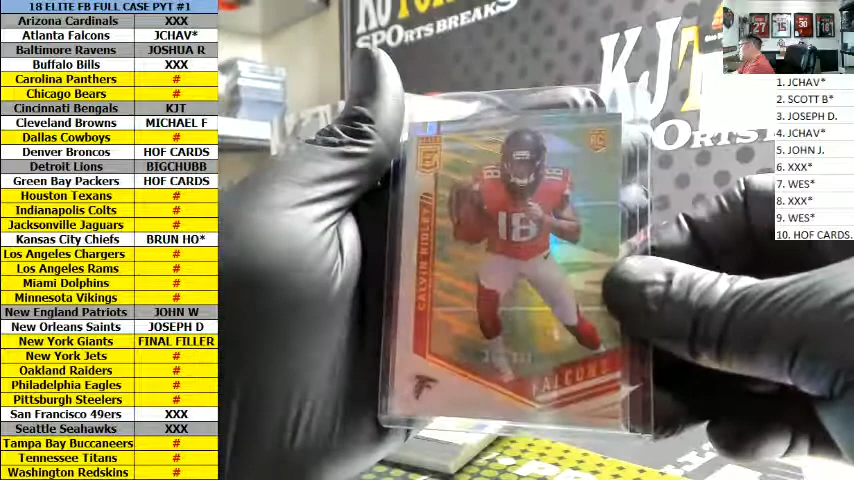 18 ELITE FB FULL CASE PYT #1
Arizona Cardinals XXX
Atlanta Falcons JCHAV*
Baltimore Ravens JOSHUA R
Buffalo Bills XXX
Carolina Panthers #
Chicago Bears #
Cincinnati Bengals KJT
Cleveland Browns MICHAEL F
Dallas Cowboys #
Denver Broncos HOF CARDS
Detroit Lions BIGCHUBB
Green Bay Packers HOF CARDS
Houston Texans #
Indianapolis Colts #
Jacksonville Jaguars #
Kansas City Chiefs BRUN HO*
Los Angeles Chargers #
Los Angeles Rams #
Miami Dolphins #
Minnesota Vikings #
New England Patriots JOHN W
New Orleans Saints JOSEPH D
New York Giants FINAL FILLER
New York Jets #
Oakland Raiders #
Philadelphia Eagles #
Pittsburgh Steelers #
San Francisco 49ers XXX
Seattle Seahawks XXX
Tampa Bay Buccaneers #
Tennessee Titans #
Washington Redskins #
SPORTS BREAKS
KJT
SPORTS
CALVIN RIDLEY
18
18
FALCONS
27
15
30
1. JCHAV*
2. SCOTT B*
3. JOSEPH D.
4. JCHAV*
5. JOHN J.
6. XXX*
7. WES*
8. XXX*
9. WES*
10. HOF CARDS.